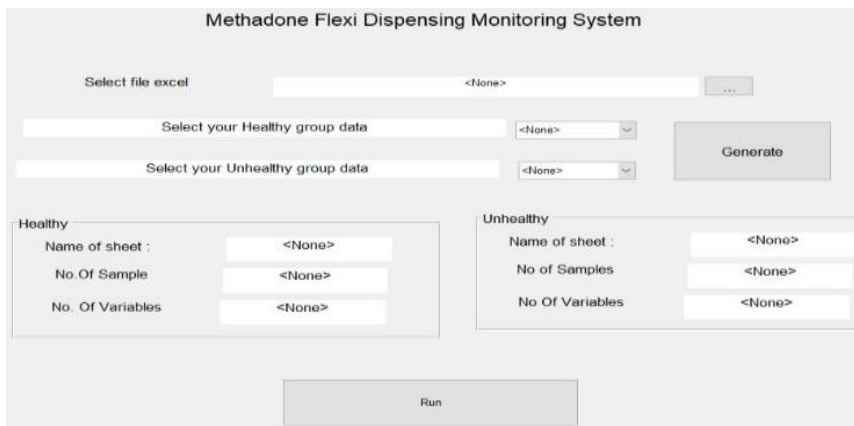 Methadone Flexi Dispensing Monitoring System
Select file excel <None> ...
Select your Healthy group data <None>
Select your Unhealthy group data <None>
Generate
Healthy
Name of sheet : <None>
No.Of Sample <None>
No. Of Variables <None>
Unhealthy
Name of sheet : <None>
No of Samples <None>
No Of Variables <None>
Run